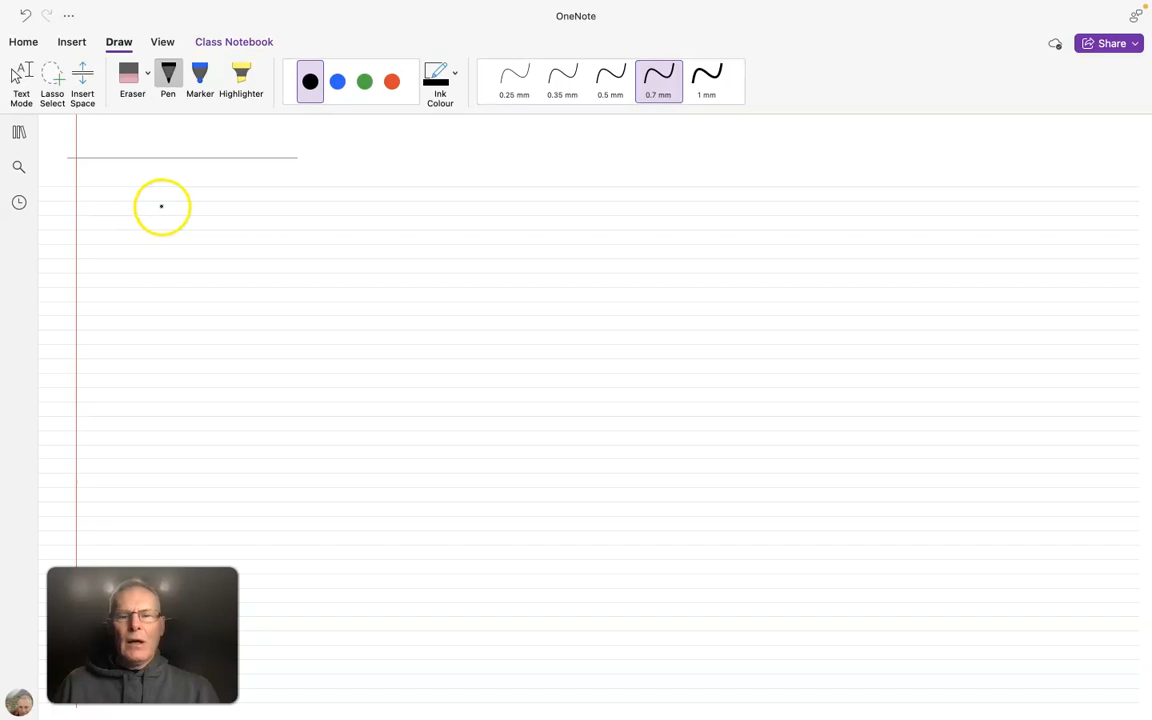 OneNote
Home Insert Draw View Class Notebook
Share
Text Mode
Lasso Select
Insert Space
Eraser
Pen
Marker
Highlighter
Ink Colour
0.25 mm
0.35 mm
0.5 mm
0.7 mm
1 mm